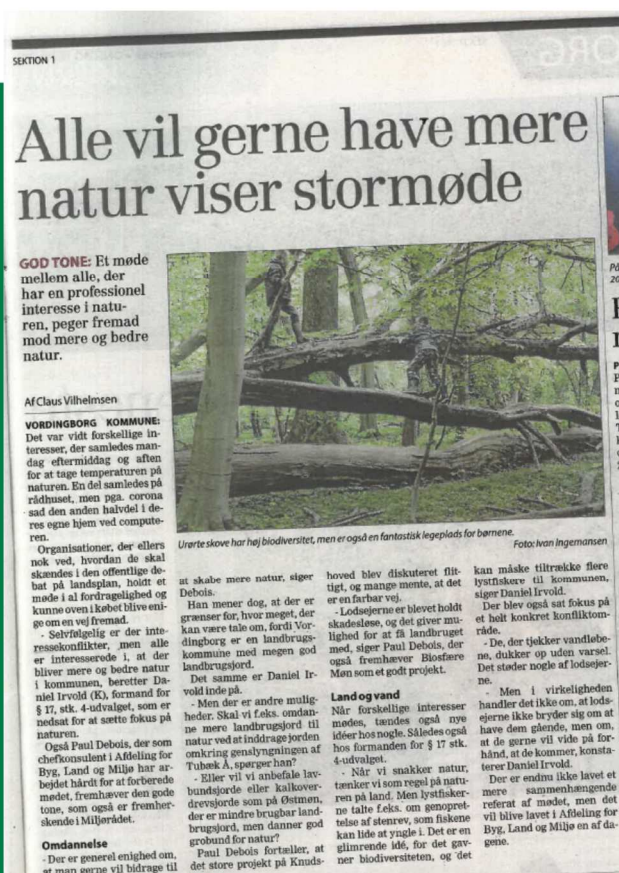 SEKTION 1
Alle vil gerne have mere
natur viser stormøde
GOD TONE: Et møde
mellem alle, der
har en professionel
interesse i natu-
ren, peger fremad
mod mere og bedre
natur.
Af Claus Vilhelmsen
VORDINGBORG KOMMUNE:
Det var vidt forskellige in-
teresser, der samledes man-
dag eftermiddag og aften
for at tage temperaturen på
naturen. En del samledes på
rådhuset, men pga. corona
sad den anden halvdel i de-
res egne hjem ved compute-
ren.
Organisationer, der ellers
nok ved, hvordan de skal
skændes i den offentlige de-
bat på landsplan, holdt et
møde i al fordragelighed og
kunne oven i købet blive eni-
ge om en vej fremad.
- Selvfølgelig er der inte-
ressekonflikter, men alle
er interesserede i, at der
bliver mere og bedre natur
i kommunen, beretter Da-
niel Irvold (K), formand for
§ 17, stk. 4-udvalget, som er
nedsat for at sætte fokus på
naturen.
Også Paul Debois, der som
chefkonsulent i Afdeling for
Byg, Land og Miljø har ar-
bejdet hårdt for at forberede
mødet, fremhæver den gode
tone, som også er fremher-
skende i Miljørådet.
Omdannelse
- Der er generel enighed om,
at man gerne vil bidrage til
Urørte skove har høj biodiversitet, men er også en fantastisk legeplads for børnene.
Foto: Ivan Ingemansen
at skabe mere natur, siger
Debois.
Han mener dog, at der er
grænser for, hvor meget, der
kan være tale om, fordi Vor-
dingborg er en landbrugs-
kommune med megen god
landbrugsjord.
Det samme er Daniel Ir-
vold inde på.
- Men der er andre mulig-
heder. Skal vi f.eks. omdan-
ne mere landbrugsjord til
natur ved at inddrage jorden
omkring genslyngningen af
Tubæk Å, spørger han?
- Eller vil vi anbefale lav-
bundsjorde eller kalkover-
drevsjorde som på Østmøn,
der er mindre brugbar land-
brugsjord, men danner god
grobund for natur?
Paul Debois fortæller, at
det store projekt på Knuds-
hoved blev diskuteret flit-
tigt, og mange mente, at det
er en farbar vej.
- Lodsejerne er blevet holdt
skadesløse, og det giver mu-
lighed for at få landbruget
med, siger Paul Debois, der
også fremhæver Biosfære
Møn som et godt projekt.
Land og vand
Når forskellige interesser
mødes, tændes også nye
idéer hos nogle. Således også
hos formanden for § 17 stk.
4-udvalget.
- Når vi snakker natur,
tænker vi som regel på natu-
ren på land. Men lystfisker-
ne talte f.eks. om genopret-
telse af stenrev, som fiskene
kan lide at yngle i. Det er en
glimrende idé, for det gav-
ner biodiversiteten, og det
kan måske tiltrække flere
lystfiskere til kommunen,
siger Daniel Irvold.
Der blev også sat fokus på
et helt konkret konfliktom-
råde.
- De, der tjekker vandløbe-
ne, dukker op uden varsel.
Det støder nogle af lodsejer-
ne.
- Men i virkeligheden
handler det ikke om, at lods-
ejerne ikke bryder sig om at
have dem gående, men om,
at de gerne vil vide på for-
hånd, at de kommer, konsta-
terer Daniel Irvold.
Der er endnu ikke lavet et
mere sammenhængende
referat af mødet, men det
vil blive lavet i Afdeling for
Byg, Land og Miljø en af da-
gene.